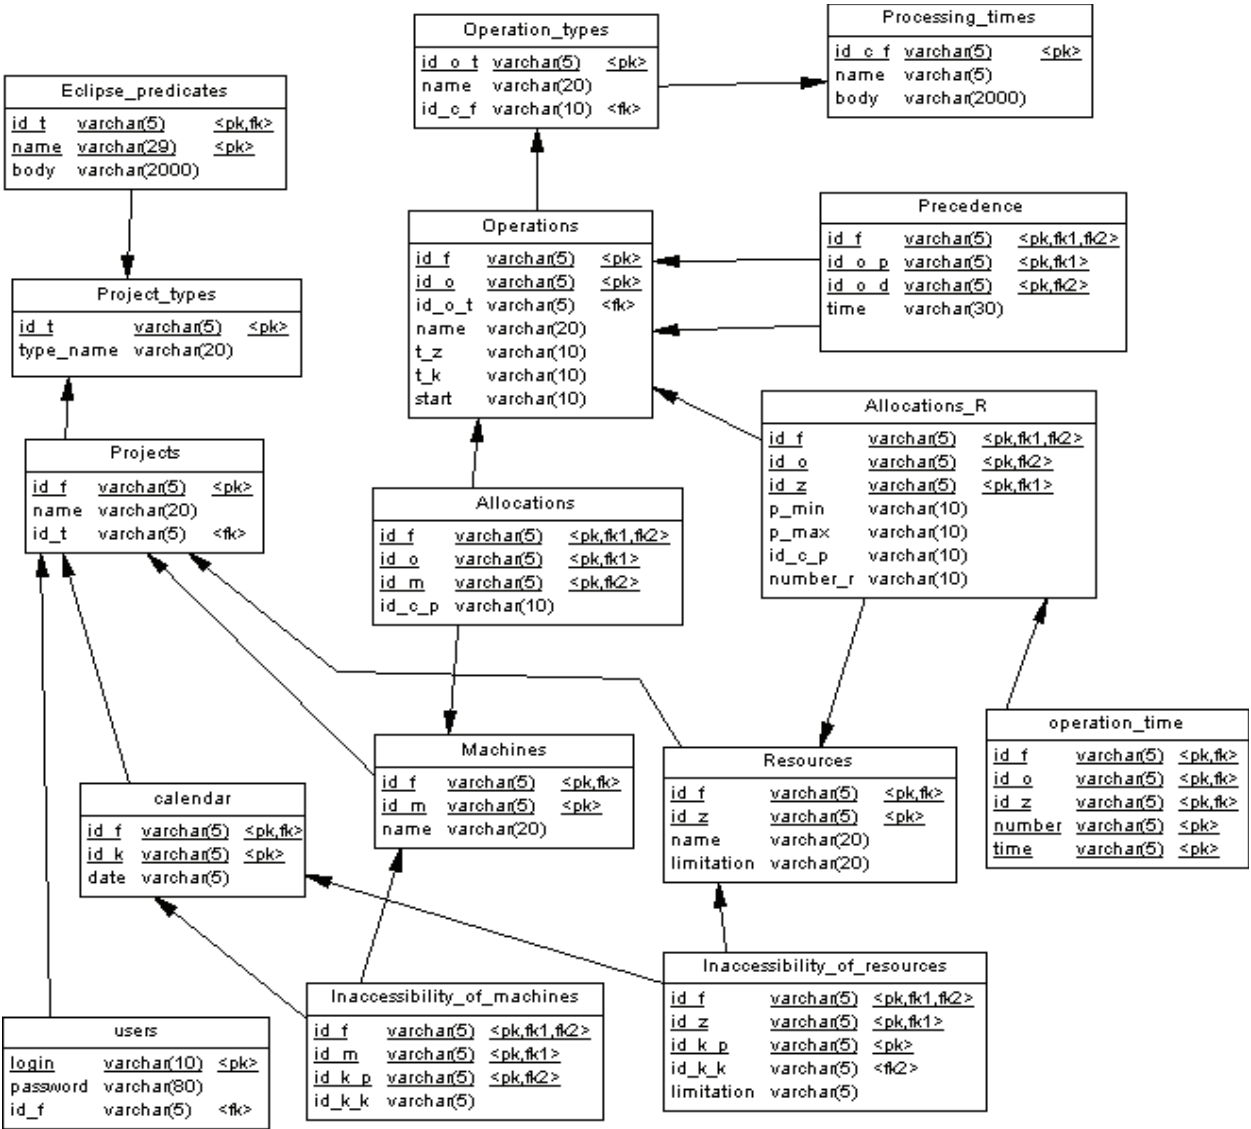 Operation_types
id_o_t varchar(5) <pk>
name varchar(20)
id_c_f varchar(10) <fk>
Processing_times
id_c_f varchar(5) <pk>
name varchar(5)
body varchar(2000)
Eclipse_predicates
id_t varchar(5) <pk,fk>
name varchar(29) <pk>
body varchar(2000)
Operations
id_f varchar(5) <pk>
id_o varchar(5) <pk>
id_o_t varchar(5) <fk>
name varchar(20)
t_z varchar(10)
t_k varchar(10)
start varchar(10)
Precedence
id_f varchar(5) <pk,fk1,fk2>
id_o_p varchar(5) <pk,fk1>
id_o_d varchar(5) <pk,fk2>
time varchar(30)
Project_types
id_t varchar(5) <pk>
type_name varchar(20)
Allocations_R
id_f varchar(5) <pk,fk1,fk2>
id_o varchar(5) <pk,fk2>
id_z varchar(5) <pk,fk1>
p_min varchar(10)
p_max varchar(10)
id_c_p varchar(10)
number_r varchar(10)
Projects
id_f varchar(5) <pk>
name varchar(20)
id_t varchar(5) <fk>
Allocations
id_f varchar(5) <pk,fk1,fk2>
id_o varchar(5) <pk,fk1>
id_m varchar(5) <pk,fk2>
id_c_p varchar(10)
operation_time
id_f varchar(5) <pk,fk>
id_o varchar(5) <pk,fk>
id_z varchar(5) <pk,fk>
number varchar(5) <pk>
time varchar(5) <pk>
Machines
id_f varchar(5) <pk,fk>
id_m varchar(5) <pk>
name varchar(20)
Resources
id_f varchar(5) <pk,fk>
id_z varchar(5) <pk>
name varchar(20)
limitation varchar(20)
calendar
id_f varchar(5) <pk,fk>
id_k varchar(5) <pk>
date varchar(5)
Inaccessibility_of_resources
id_f varchar(5) <pk,fk1,fk2>
id_z varchar(5) <pk,fk1>
id_k_p varchar(5) <pk>
id_k_k varchar(5) <fk2>
limitation varchar(5)
Inaccessibility_of_machines
id_f varchar(5) <pk,fk1,fk2>
id_m varchar(5) <pk,fk1>
id_k_p varchar(5) <pk,fk2>
id_k_k varchar(5)
users
login varchar(10) <pk>
password varchar(80)
id_f varchar(5) <fk>